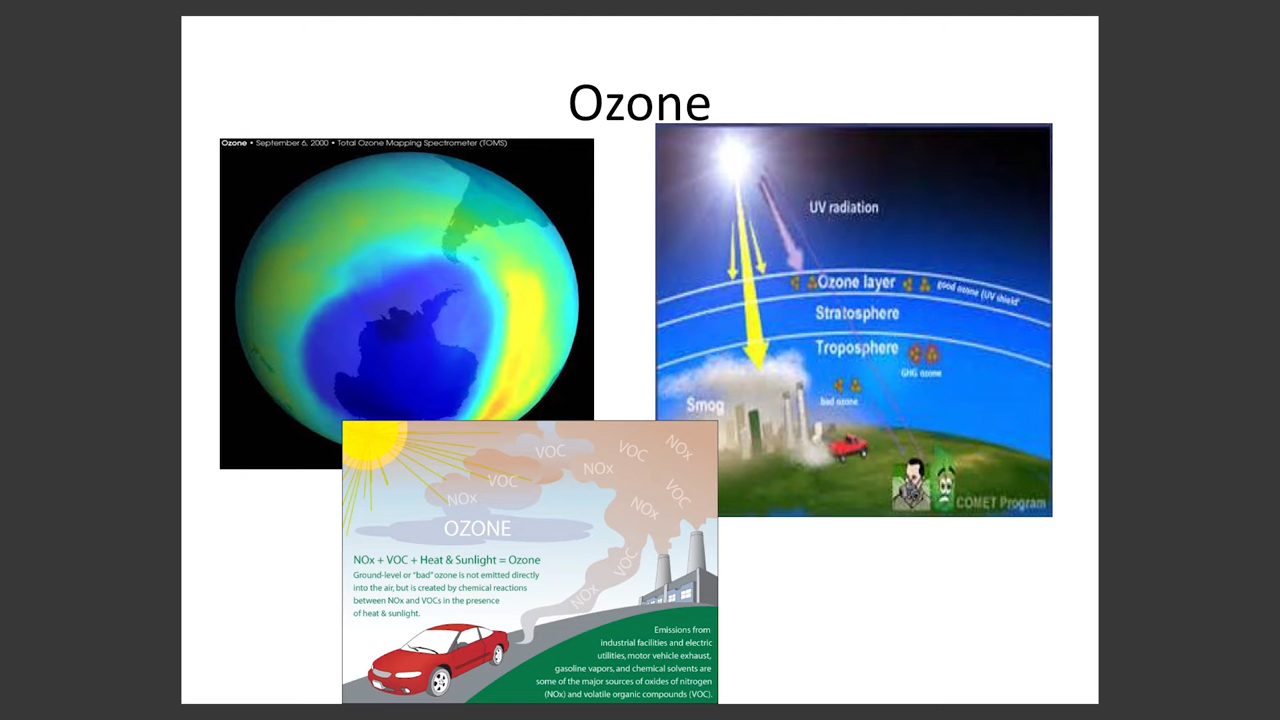 Ozone
Ozone • September 6, 2000 • Total Ozone Mapping Spectrometer (TOMS)
UV radiation
Ozone layer
good ozone (UV shield'
Stratosphere
Troposphere
GHG ozone
bad ozone
Smog
COMET Program
VOC
VOC
NOx
NOx
VOC
NOx
VOC
NOx
VOC
NOx
OZONE
NOx + VOC + Heat & Sunlight = Ozone
Ground-level or "bad" ozone is not emitted directly
into the air, but is created by chemical reactions
between NOx and VOCs in the presence
of heat & sunlight.
Emissions from
industrial facilities and electric
utilities, motor vehicle exhaust,
gasoline vapors, and chemical solvents are
some of the major sources of oxides of nitrogen
(NOx) and volatile organic compounds (VOC).